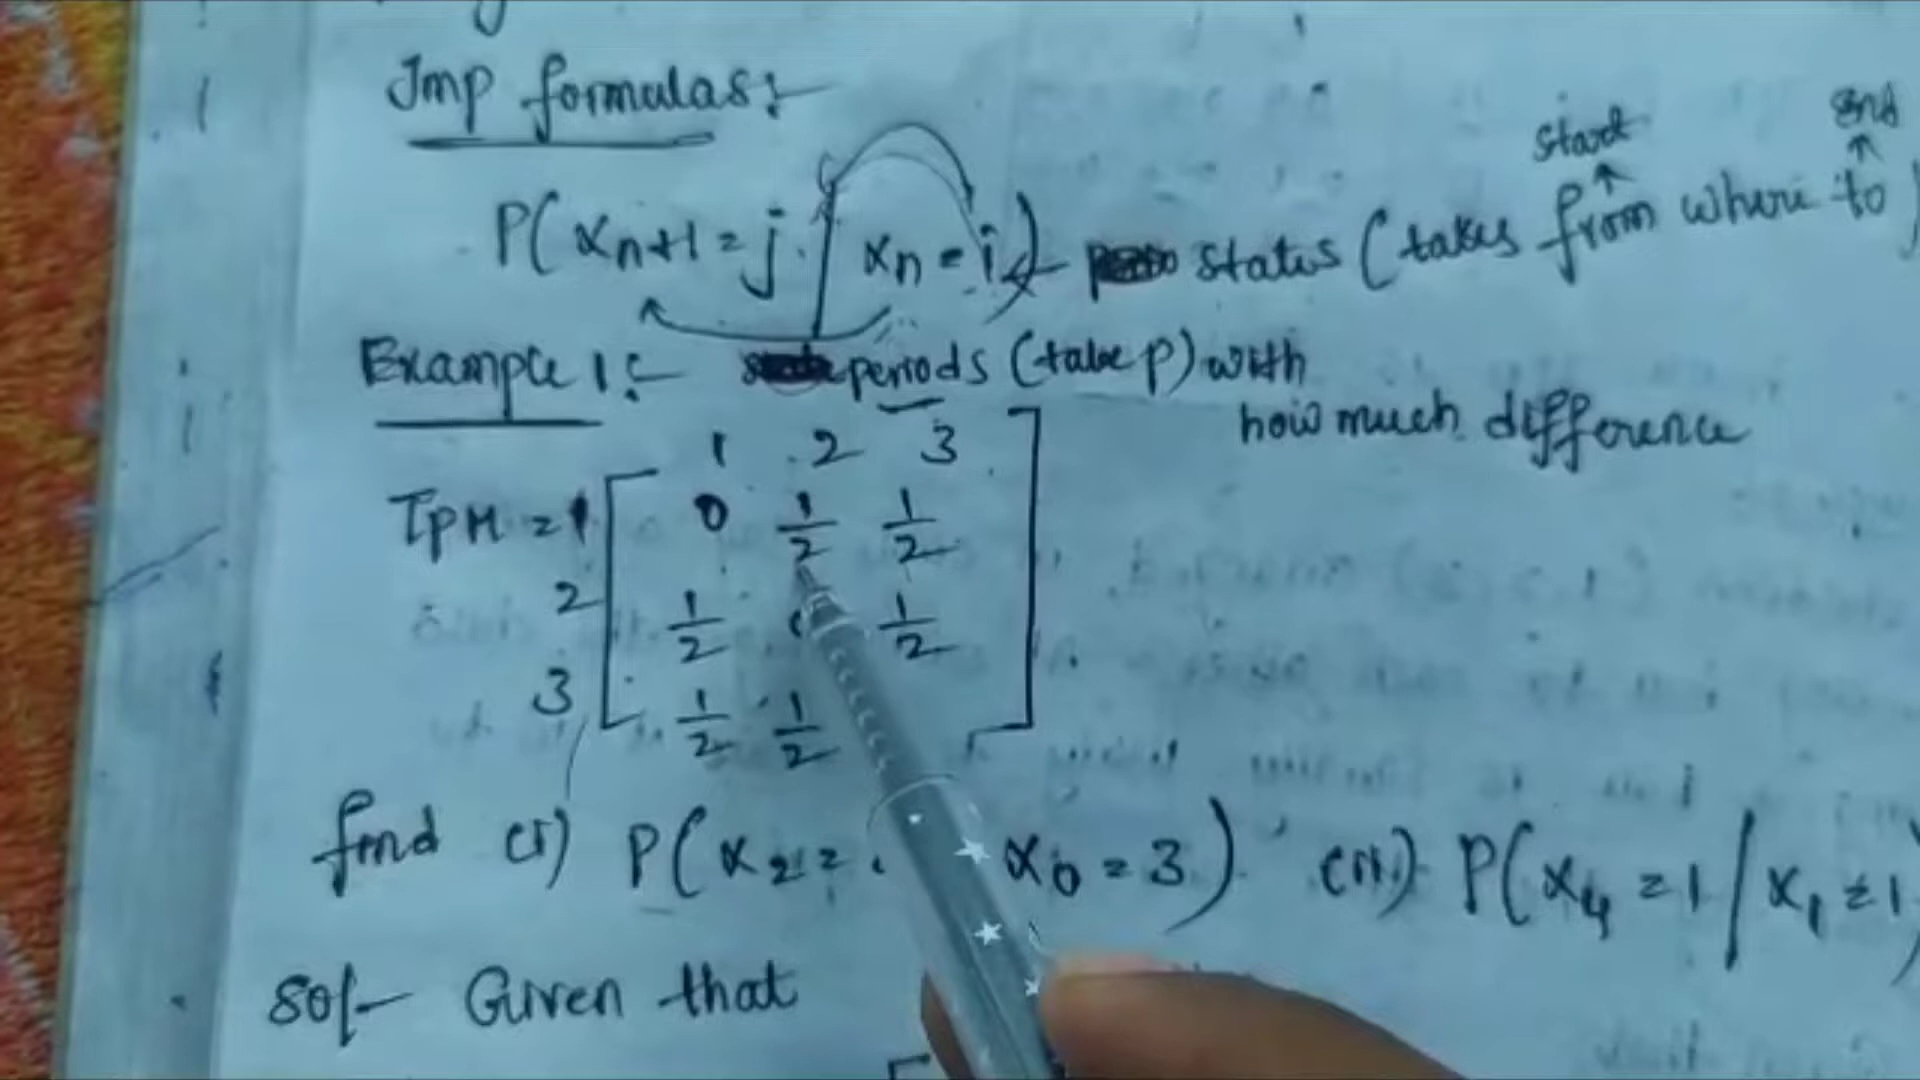 Imp formulas:-
Start End
P(Xn+1 = j / Xn = i) - status (takes from where to)
Example 1:- periods (take p) with
how much difference
1 2 3
TPM = 1 0 1/2 1/2
2 1/2 1/2
3 1/2 1/2
find (i) P(X2 = X0 = 3) (ii) P(X4 = 1 / X1 = 1
Sol- Given that